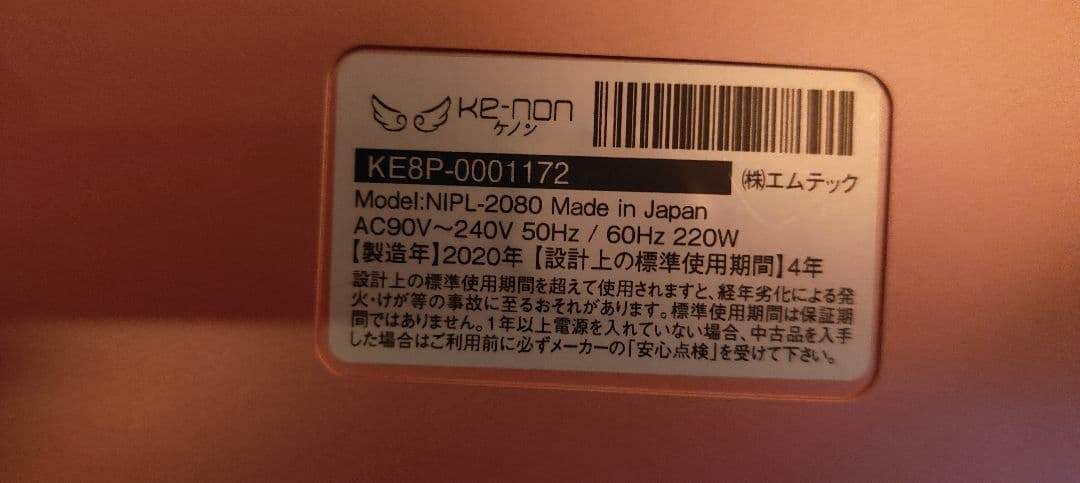 Ke-non
ケノン
KE8P-0001172
㈱エムテック
Model:NIPL-2080 Made in Japan
AC90V～240V 50Hz / 60Hz 220W
【製造年】2020年【設計上の標準使用期間】4年
設計上の標準使用期間を超えて使用されますと、経年劣化による発
火・けが等の事故に至るおそれがあります。標準使用期間は保証期
間ではありません。1年以上電源を入れていない場合、中古品を入手
した場合はご利用前に必ずメーカーの「安心点検」を受けて下さい。